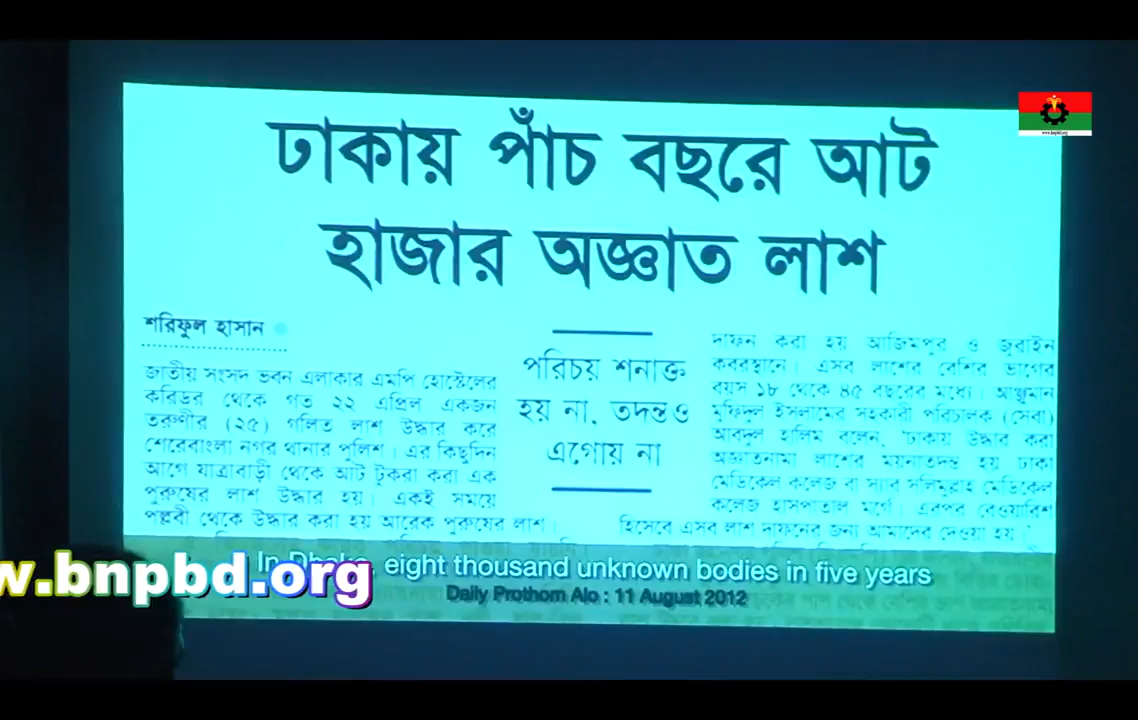 ঢাকায় পাঁচ বছরে আট
হাজার অজ্ঞাত লাশ
শরিফুল হাসান
জাতীয় সংসদ ভবন এলাকার এমপি হোস্টেলের
করিডর থেকে গত ২২ এপ্রিল একজন
তরুণীর (২৫) গলিত লাশ উদ্ধার করে
শেরেবাংলা নগর থানার পুলিশ। এর কিছুদিন
আগে যাত্রাবাড়ী থেকে আট টুকরা করা এক
পুরুষের লাশ উদ্ধার হয়। একই সময়ে
পল্লবী থেকে উদ্ধার করা হয় আরেক পুরুষের লাশ।
পরিচয় শনাক্ত
হয় না, তদন্তও
এগোয় না
দাফন করা হয় আজিমপুর ও জুরাইন
কবরস্থানে। এসব লাশের বেশির ভাগের
বয়স ১৮ থেকে ৪৫ বছরের মধ্যে। আঞ্জুমান
মুফিদুল ইসলামের সহকারী পরিচালক (সেবা)
আবদুল হালিম বলেন, 'ঢাকায় উদ্ধার করা
অজ্ঞাতনামা লাশের ময়নাতদন্ত হয় ঢাকা
মেডিকেল কলেজ বা স্যার সলিমুল্লাহ মেডিকেল
কলেজ হাসপাতাল মর্গে। এরপর বেওয়ারিশ
হিসেবে এসব লাশ দাফনের জন্য আমাদের দেওয়া হয়।'
In Dhaka, eight thousand unknown bodies in five years
Daily Prothom Alo : 11 August 2012
w.bnpbd.org
www.bnpbd.org